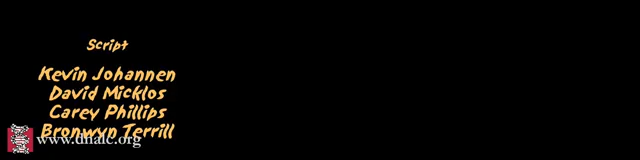 Script
Kevin Johannen
David Micklos
Carey Phillips
Bronwyn Terrill
www.dnalc.org